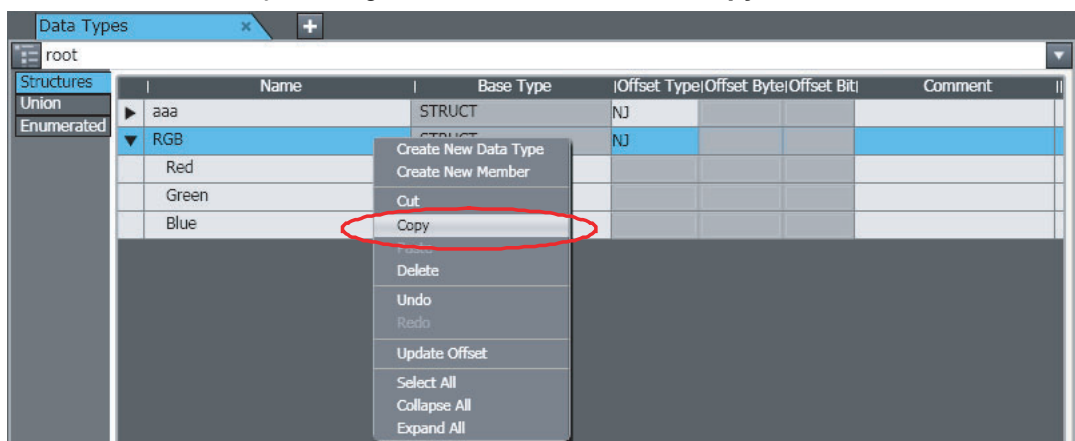 Data Types × +
root
Structures
Union
Enumerated
Name Base Type Offset Type Offset Byte Offset Bit Comment
aaa STRUCT NJ
RGB STRUCT NJ
Red
Green
Blue
Create New Data Type
Create New Member
Cut
Copy
Paste
Delete
Undo
Redo
Update Offset
Select All
Collapse All
Expand All